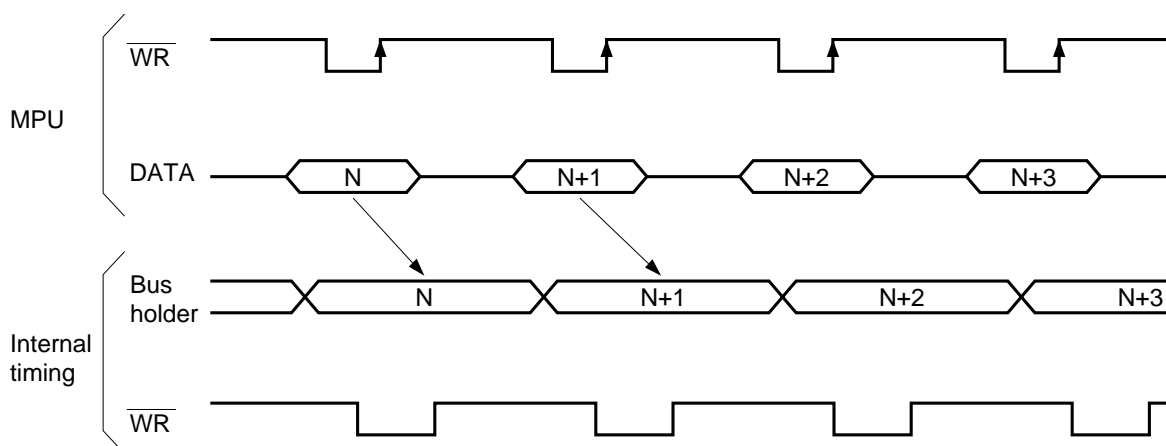 MPU
WR
DATA
N
N+1
N+2
N+3
Internal
timing
Bus
holder
N
N+1
N+2
N+3
WR